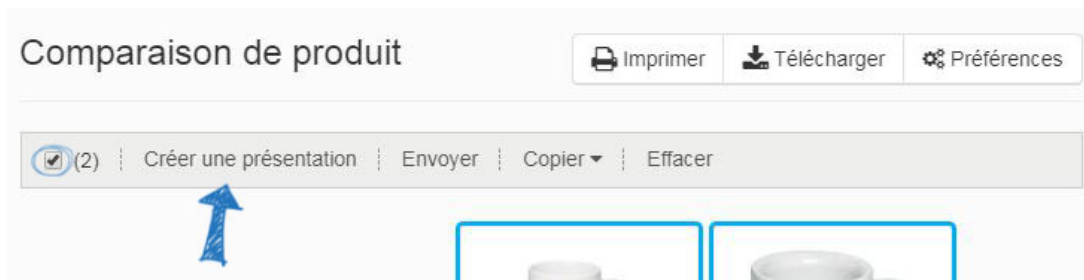 Comparaison de produit
Imprimer Télécharger Préférences
(2) Créer une présentation Envoyer Copier Effacer